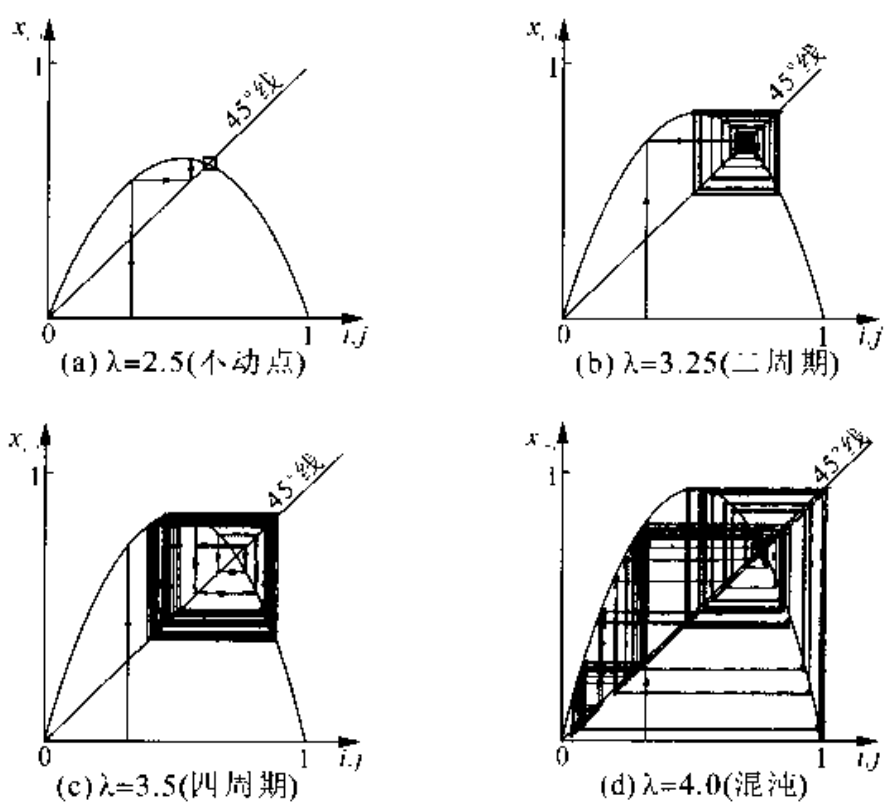 1
45°线
0
1
i,j
(a) λ=2.5(不动点)
1
45°线
0
1
i,j
(b) λ=3.25(二周期)
1
45°线
0
1
i,j
(c) λ=3.5(四周期)
1
45°线
0
1
i,j
(d) λ=4.0(混沌)